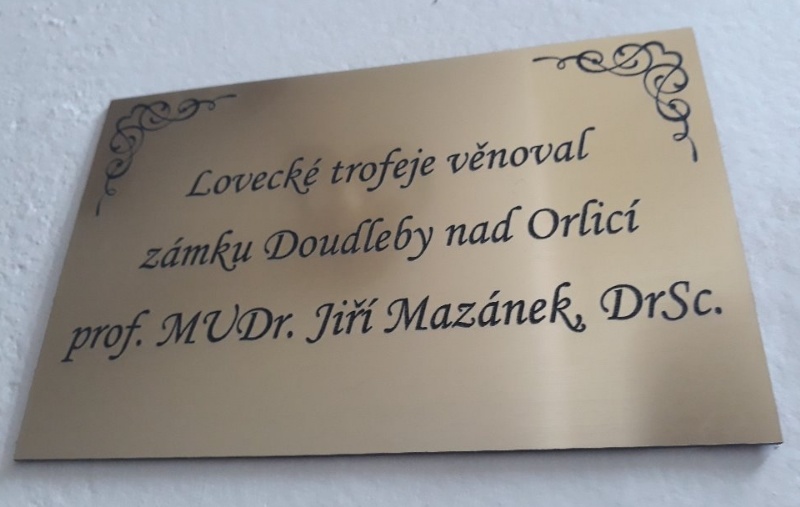 Lovecké trofeje věnoval
zámku Doudleby nad Orlicí
prof. MUDr. Jiří Mazánek, DrSc.